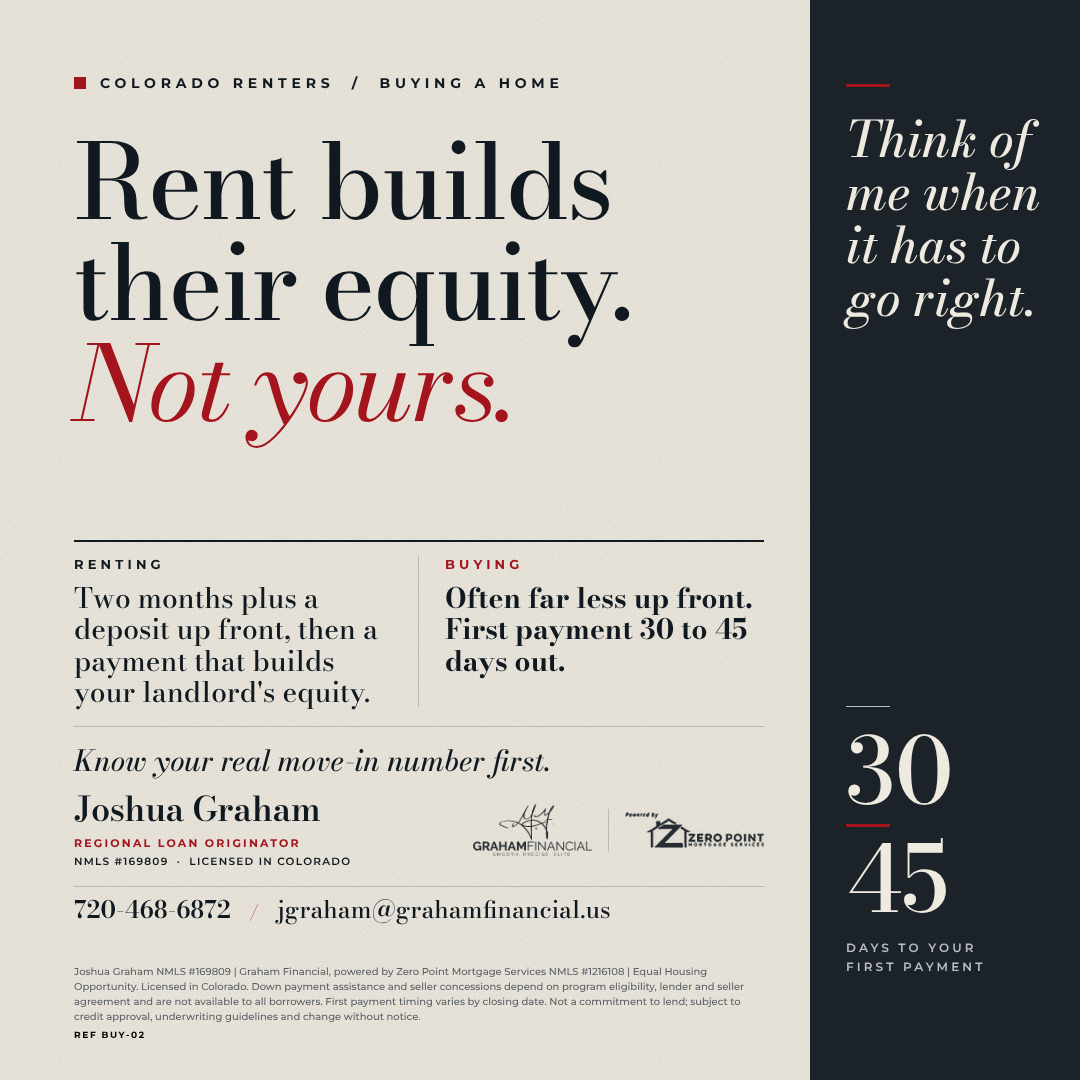 COLORADO RENTERS / BUYING A HOME
Rent builds
their equity.
Not yours.
RENTING
Two months plus a
deposit up front, then a
payment that builds
your landlord's equity.
BUYING
Often far less up front.
First payment 30 to 45
days out.
Know your real move-in number first.
Joshua Graham
REGIONAL LOAN ORIGINATOR
NMLS #169809 · LICENSED IN COLORADO
GRAHAMFINANCIAL
SMOOTH. PRECISE. ELITE.
Powered by
ZERO POINT
MORTGAGE SERVICES
720-468-6872 / jgraham@grahamfinancial.us
Joshua Graham NMLS #169809 | Graham Financial, powered by Zero Point Mortgage Services NMLS #1216108 | Equal Housing
Opportunity. Licensed in Colorado. Down payment assistance and seller concessions depend on program eligibility, lender and seller
agreement and are not available to all borrowers. First payment timing varies by closing date. Not a commitment to lend; subject to
credit approval, underwriting guidelines and change without notice.
REF BUY-02
Think of
me when
it has to
go right.
30
45
DAYS TO YOUR
FIRST PAYMENT